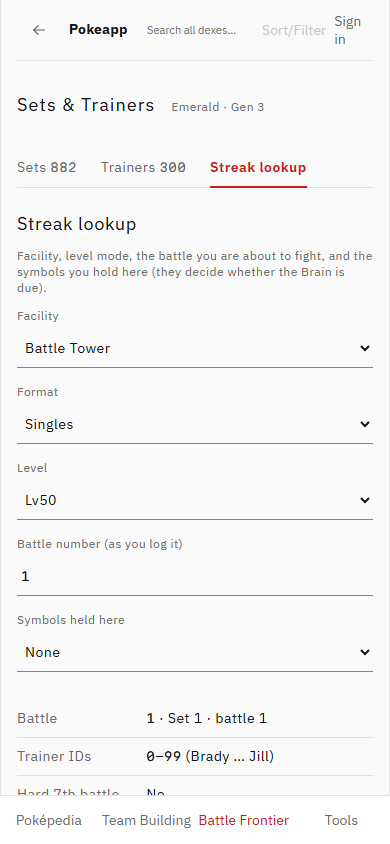 ← Pokeapp Search all dexes... Sort/Filter Sign in
Sets & Trainers Emerald · Gen 3
Sets 882 Trainers 300 Streak lookup
Streak lookup
Facility, level mode, the battle you are about to fight, and the
symbols you hold here (they decide whether the Brain is
due).
Facility
Battle Tower
Format
Singles
Level
Lv50
Battle number (as you log it)
1
Symbols held here
None
Battle 1 · Set 1 · battle 1
Trainer IDs 0–99 (Brady … Jill)
Hard 7th battle No
Poképedia Team Building Battle Frontier Tools